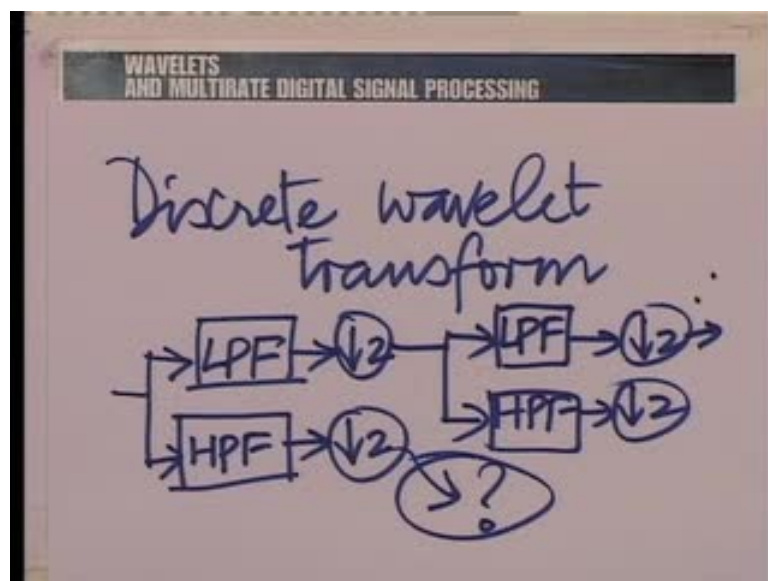 WAVELETS
AND MULTIRATE DIGITAL SIGNAL PROCESSING
Discrete wavelet
transform
LPF ↓2 LPF ↓2
HPF ↓2 HPF ↓2
?